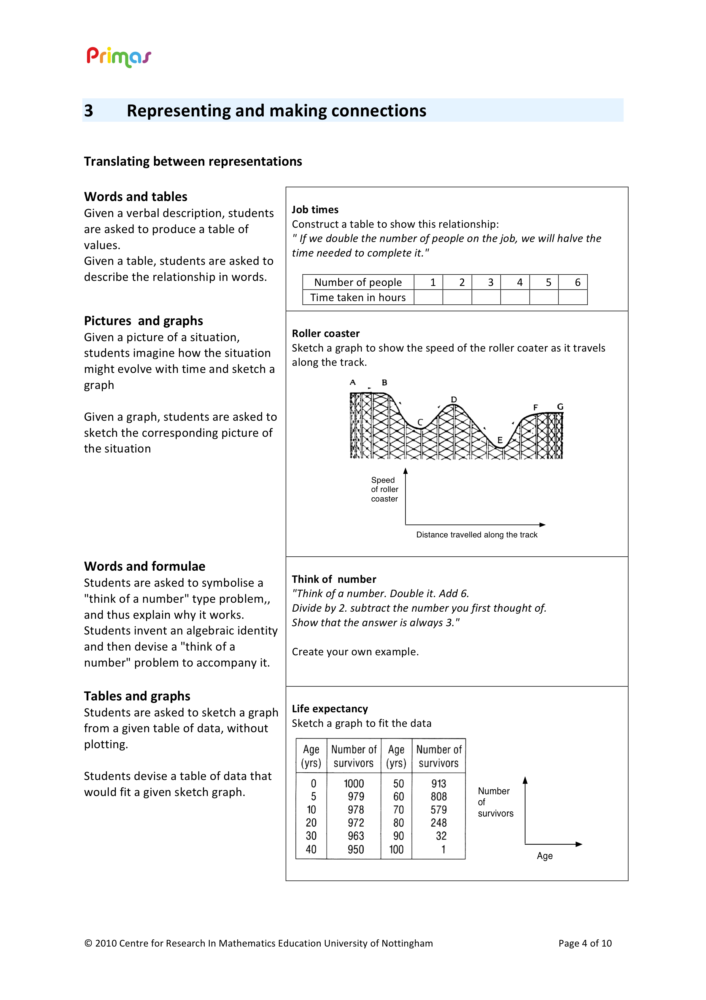 Primas
3 Representing and making connections
Translating between representations
Words and tables
Given a verbal description, students
are asked to produce a table of
values.
Given a table, students are asked to
describe the relationship in words.
Job times
Construct a table to show this relationship:
" If we double the number of people on the job, we will halve the
time needed to complete it."
Number of people 1 2 3 4 5 6
Time taken in hours
Pictures  and graphs
Given a picture of a situation,
students imagine how the situation
might evolve with time and sketch a
graph
Given a graph, students are asked to
sketch the corresponding picture of
the situation
Roller coaster
Sketch a graph to show the speed of the roller coater as it travels
along the track.
A B C D E F G
Speed
of roller
coaster
Distance travelled along the track
Words and formulae
Students are asked to symbolise a
"think of a number" type problem,,
and thus explain why it works.
Students invent an algebraic identity
and then devise a "think of a
number" problem to accompany it.
Think of  number
"Think of a number. Double it. Add 6.
Divide by 2. subtract the number you first thought of.
Show that the answer is always 3."
Create your own example.
Tables and graphs
Students are asked to sketch a graph
from a given table of data, without
plotting.
Students devise a table of data that
would fit a given sketch graph.
Life expectancy
Sketch a graph to fit the data
Age Number of Age Number of
(yrs) survivors (yrs) survivors
0 1000 50 913
5 979 60 808
10 978 70 579
20 972 80 248
30 963 90 32
40 950 100 1
Number
of
survivors
Age
© 2010 Centre for Research In Mathematics Education University of Nottingham Page 4 of 10